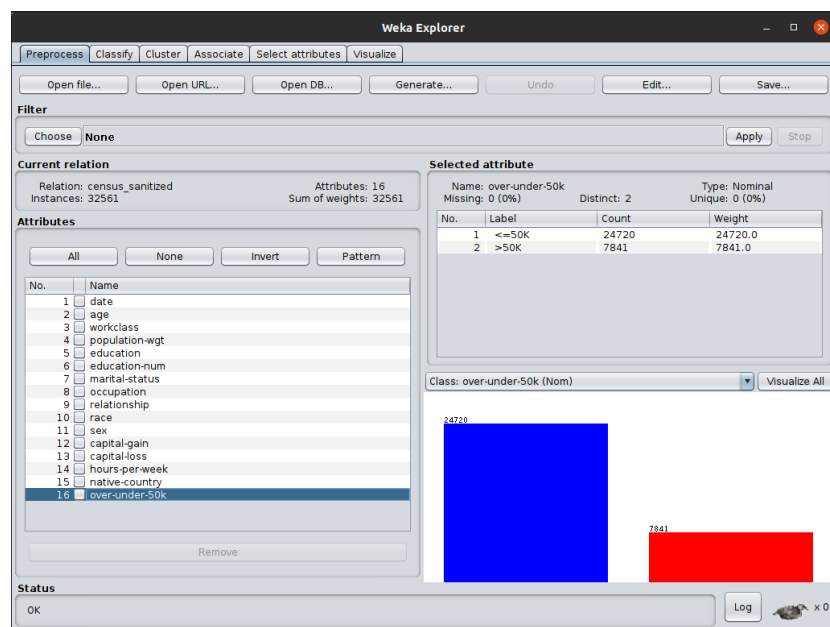 Weka Explorer
Preprocess Classify Cluster Associate Select attributes Visualize
Open file... Open URL... Open DB... Generate... Undo Edit... Save...
Filter
Choose None Apply Stop
Current relation
Relation: census_sanitized Attributes: 16
Instances: 32561 Sum of weights: 32561
Attributes
All None Invert Pattern
No. Name
1 date
2 age
3 workclass
4 population-wgt
5 education
6 education-num
7 marital-status
8 occupation
9 relationship
10 race
11 sex
12 capital-gain
13 capital-loss
14 hours-per-week
15 native-country
16 over-under-50k
Remove
Selected attribute
Name: over-under-50k Type: Nominal
Missing: 0 (0%) Distinct: 2 Unique: 0 (0%)
No. Label Count Weight
1 <=50K 24720 24720.0
2 >50K 7841 7841.0
Class: over-under-50k (Nom) Visualize All
24720
7841
Status
OK Log x 0